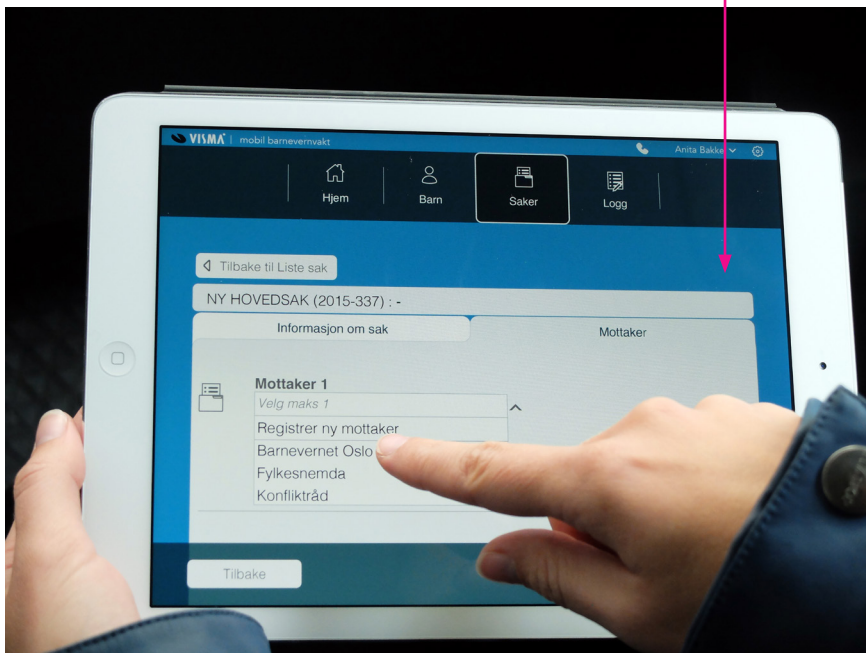 VISMA | mobil barnevernvakt
Anita Bakke
Hjem
Barn
Saker
Logg
Tilbake til Liste sak
NY HOVEDSAK (2015-337) : -
Informasjon om sak
Mottaker
Mottaker 1
Velg maks 1
Registrer ny mottaker
Barnevernet Oslo
Fylkesnemda
Konfliktråd
Tilbake